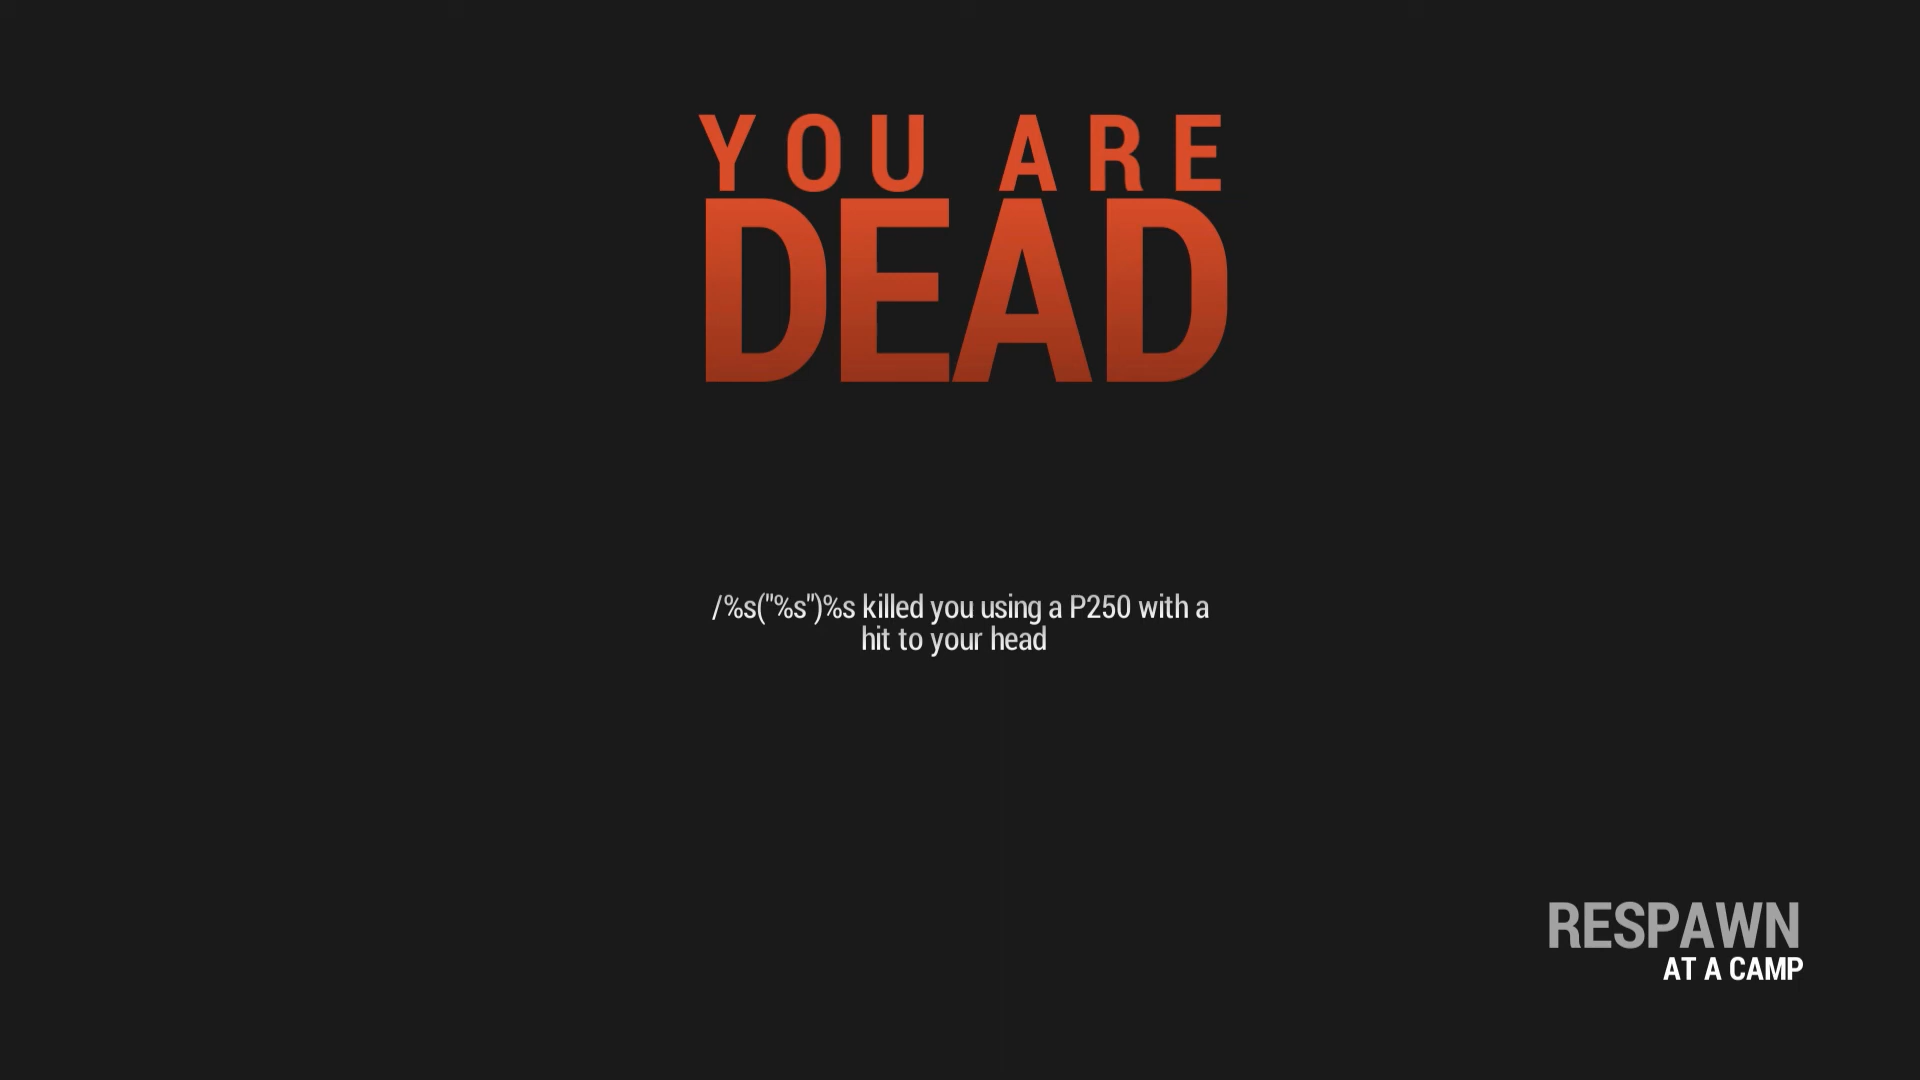 YOU ARE
DEAD
/%s("%s")%s killed you using a P250 with a
hit to your head
RESPAWN
AT A CAMP